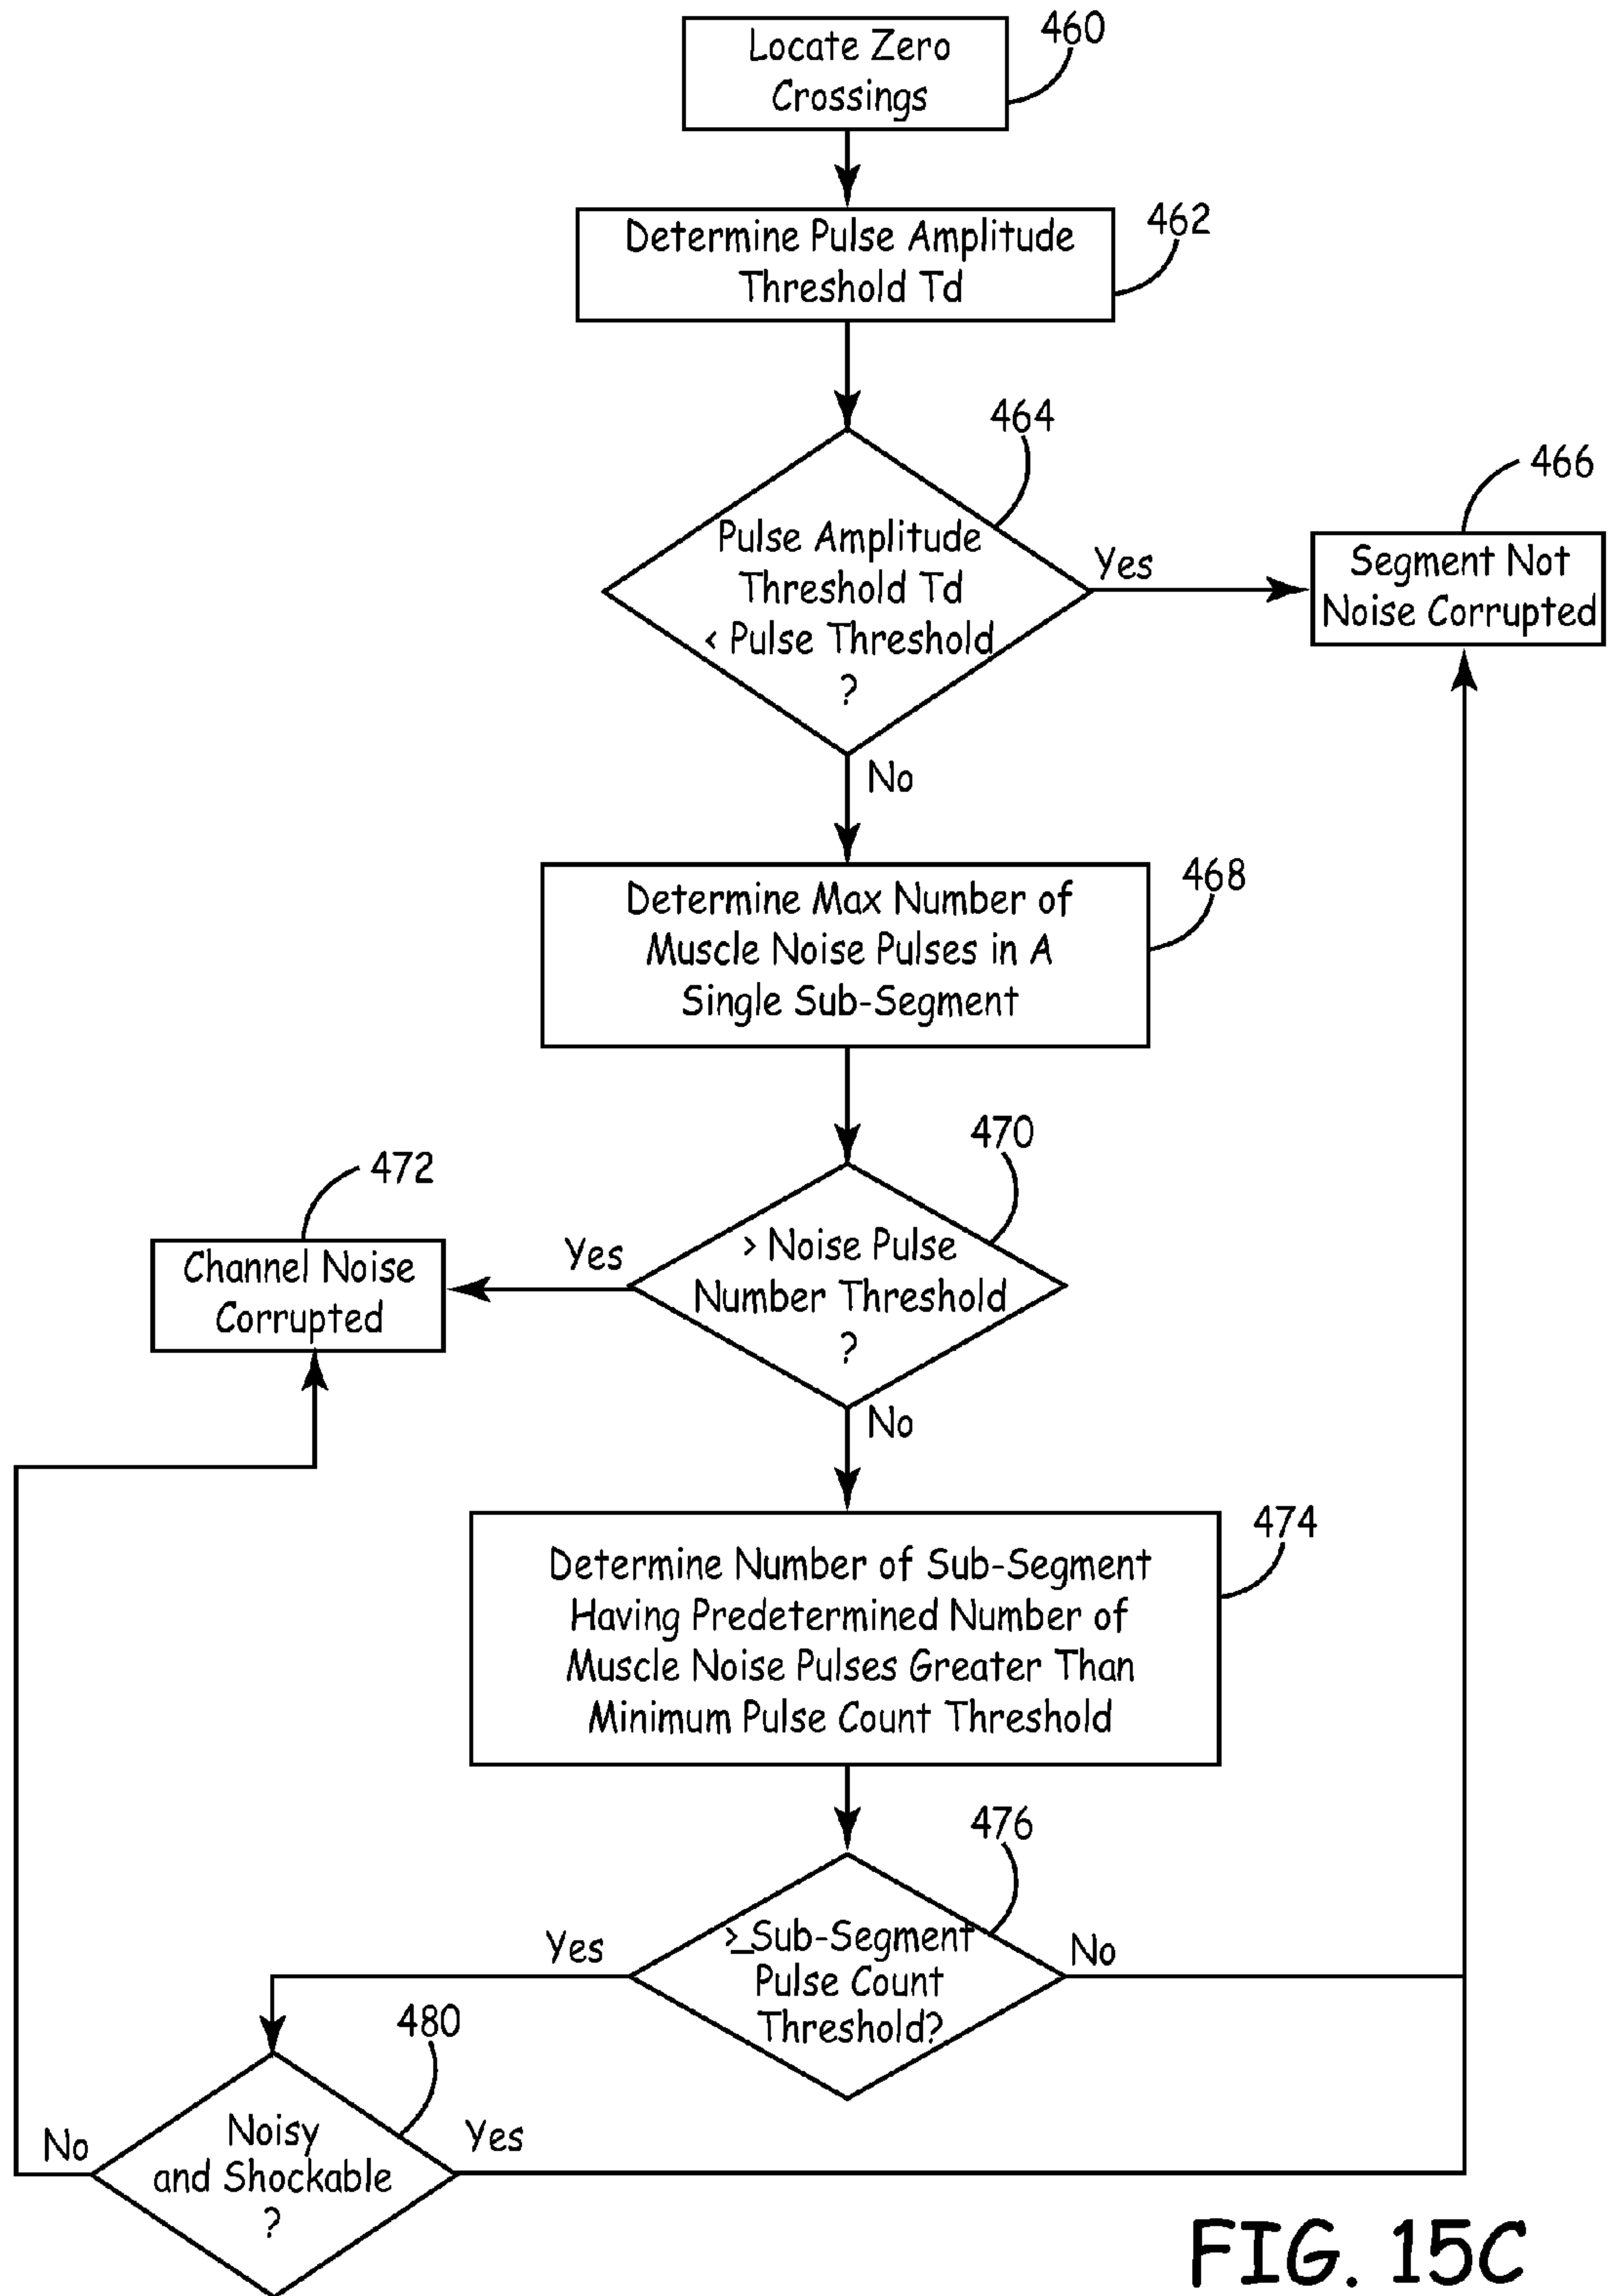 Locate Zero
Crossings
460
Determine Pulse Amplitude
Threshold Td
462
Pulse Amplitude
Threshold Td
< Pulse Threshold
?
464
Yes
466
Segment Not
Noise Corrupted
No
Determine Max Number of
Muscle Noise Pulses in A
Single Sub-Segment
468
470
> Noise Pulse
Number Threshold
?
Yes
472
Channel Noise
Corrupted
No
Determine Number of Sub-Segment
Having Predetermined Number of
Muscle Noise Pulses Greater Than
Minimum Pulse Count Threshold
474
476
≥ Sub-Segment
Pulse Count
Threshold?
Yes
No
480
Noisy
and Shockable
?
No
Yes
FIG. 15C